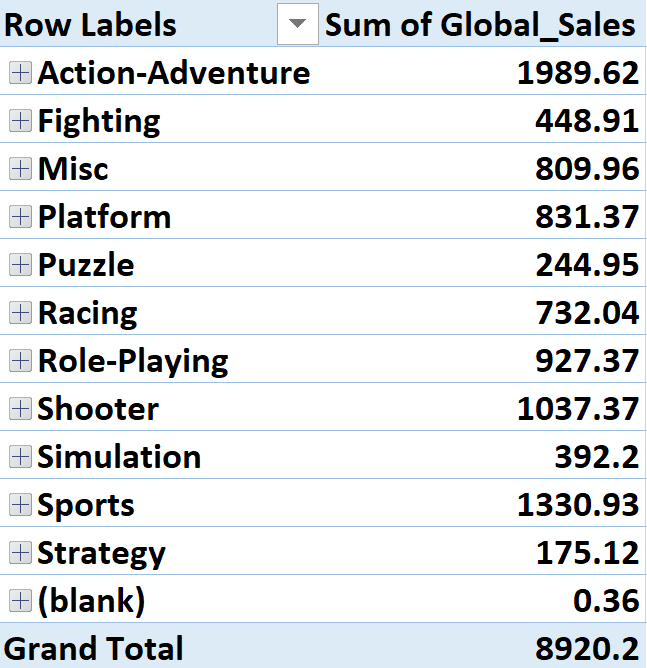 Row Labels Sum of Global_Sales
Action-Adventure 1989.62
Fighting 448.91
Misc 809.96
Platform 831.37
Puzzle 244.95
Racing 732.04
Role-Playing 927.37
Shooter 1037.37
Simulation 392.2
Sports 1330.93
Strategy 175.12
(blank) 0.36
Grand Total 8920.2